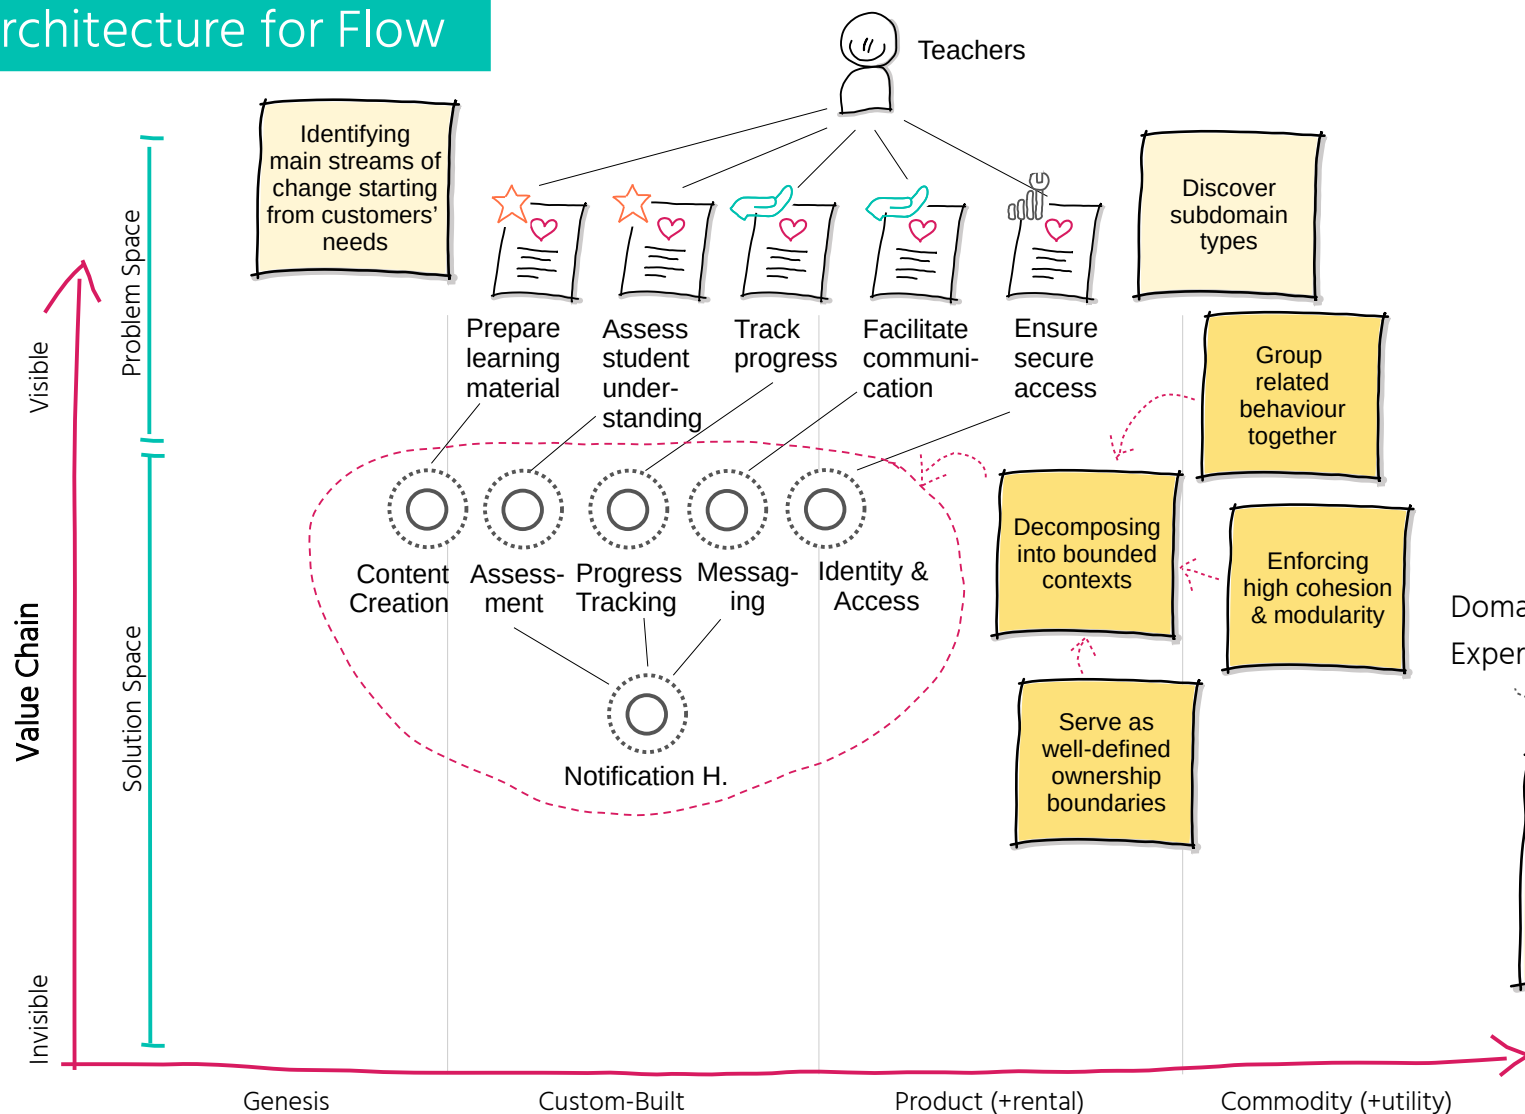 rchitecture for Flow
Teachers
Identifying
main streams of
change starting
from customers'
needs
Discover
subdomain
types
Problem Space
Visible
Prepare
learning
material
Assess
student
under-
standing
Track
progress
Facilitate
communi-
cation
Ensure
secure
access
Group
related
behaviour
together
Decomposing
into bounded
contexts
Enforcing
high cohesion
& modularity
Content
Creation
Assess-
ment
Progress
Tracking
Messag-
ing
Identity &
Access
Doma
Exper
Value Chain
Solution Space
Notification H.
Serve as
well-defined
ownership
boundaries
Invisible
Genesis
Custom-Built
Product (+rental)
Commodity (+utility)